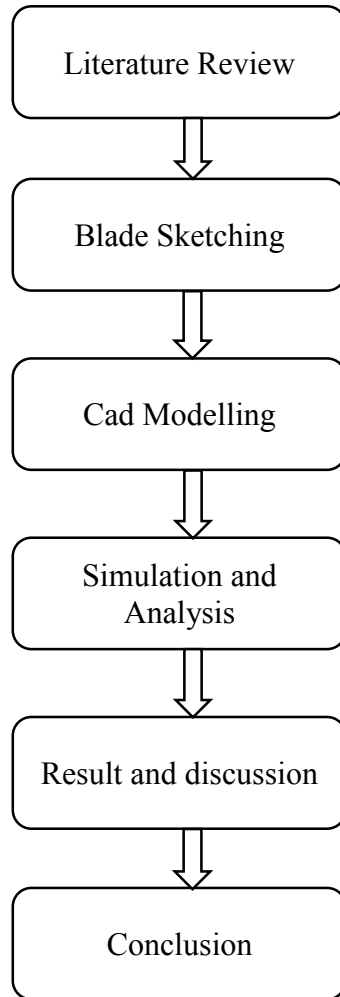 Literature Review
Blade Sketching
Cad Modelling
Simulation and
Analysis
Result and discussion
Conclusion